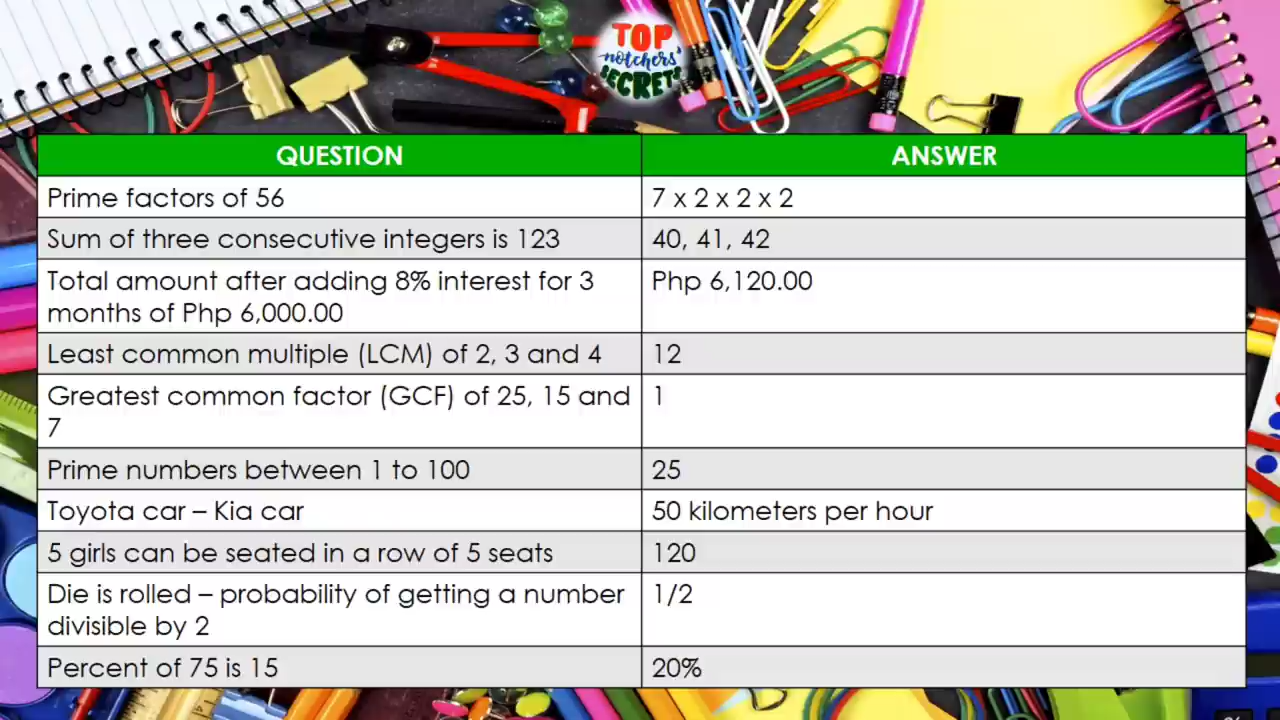 TOP
notchers'
SECRETS
QUESTION
ANSWER
Prime factors of 56
7 x 2 x 2 x 2
Sum of three consecutive integers is 123
40, 41, 42
Total amount after adding 8% interest for 3
months of Php 6,000.00
Php 6,120.00
Least common multiple (LCM) of 2, 3 and 4
12
Greatest common factor (GCF) of 25, 15 and
7
1
Prime numbers between 1 to 100
25
Toyota car – Kia car
50 kilometers per hour
5 girls can be seated in a row of 5 seats
120
Die is rolled – probability of getting a number
divisible by 2
1/2
Percent of 75 is 15
20%